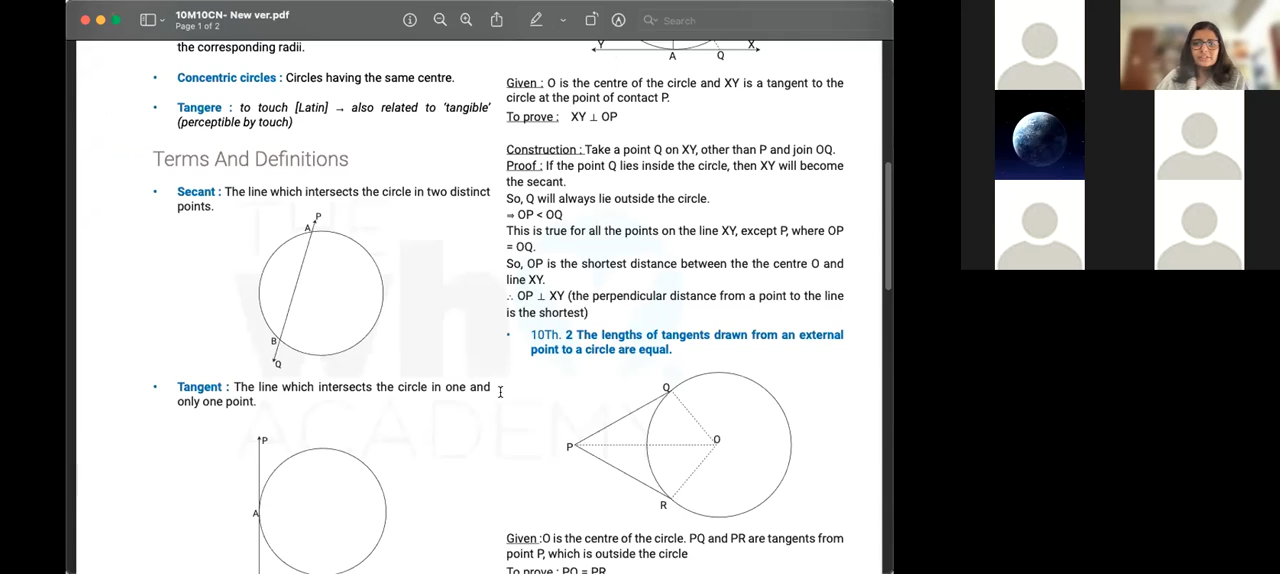 10M10CN- New ver.pdf
Page 1 of 2
Search
the corresponding radii.
• Concentric circles : Circles having the same centre.
• Tangere : to touch [Latin] → also related to 'tangible'
(perceptible by touch)
Terms And Definitions
• Secant : The line which intersects the circle in two distinct
points.
P
A
B
Q
• Tangent : The line which intersects the circle in one and
only one point.
P
A
Y
A
Q
X
Given : O is the centre of the circle and XY is a tangent to the
circle at the point of contact P.
To prove : XY ⊥ OP
Construction : Take a point Q on XY, other than P and join OQ.
Proof : If the point Q lies inside the circle, then XY will become
the secant.
So, Q will always lie outside the circle.
⇒ OP < OQ
This is true for all the points on the line XY, except P, where OP
= OQ.
So, OP is the shortest distance between the the centre O and
line XY.
∴ OP ⊥ XY (the perpendicular distance from a point to the line
is the shortest)
• 10Th. 2 The lengths of tangents drawn from an external
point to a circle are equal.
Q
P
O
R
Given :O is the centre of the circle. PQ and PR are tangents from
point P, which is outside the circle
To prove : PQ = PR
THE
Wh
ACADEMY